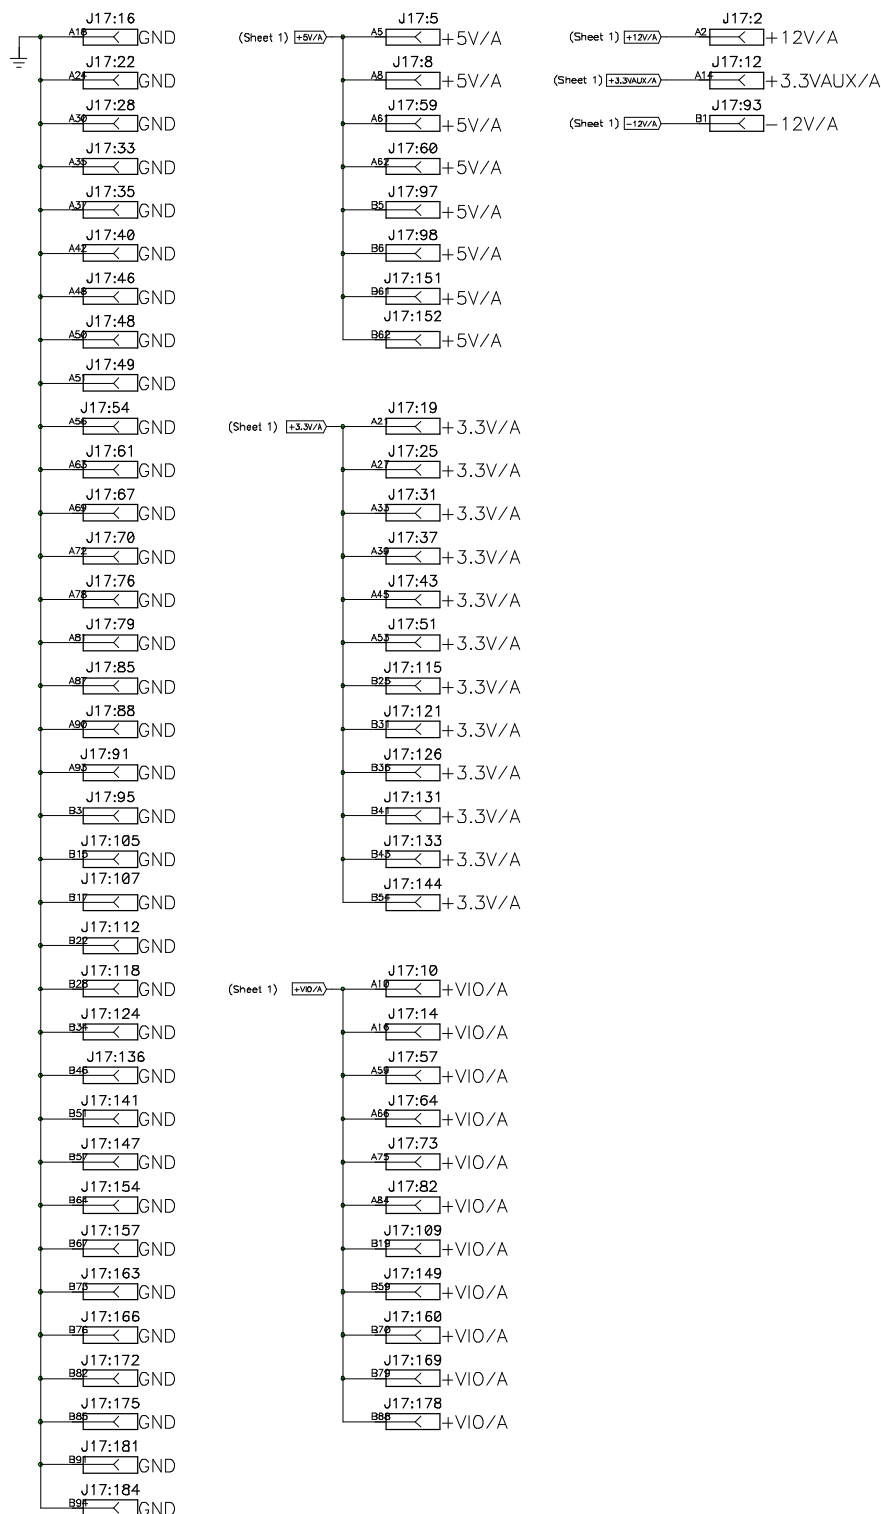 J17:16
A18 GND
J17:22
A24 GND
J17:28
A30 GND
J17:33
A35 GND
J17:35
A37 GND
J17:40
A42 GND
J17:46
A48 GND
J17:48
A50 GND
J17:49
A51 GND
J17:54
A56 GND
J17:61
A63 GND
J17:67
A69 GND
J17:70
A72 GND
J17:76
A78 GND
J17:79
A81 GND
J17:85
A87 GND
J17:88
A90 GND
J17:91
A93 GND
J17:95
B3 GND
J17:105
B15 GND
J17:107
B17 GND
J17:112
B22 GND
J17:118
B28 GND
J17:124
B34 GND
J17:136
B46 GND
J17:141
B51 GND
J17:147
B57 GND
J17:154
B64 GND
J17:157
B67 GND
J17:163
B73 GND
J17:166
B76 GND
J17:172
B82 GND
J17:175
B85 GND
J17:181
B91 GND
J17:184
B94 GND
J17:5
(Sheet 1) +5V/A A5 +5V/A
J17:8
A8 +5V/A
J17:59
A61 +5V/A
J17:60
A62 +5V/A
J17:97
B5 +5V/A
J17:98
B6 +5V/A
J17:151
B61 +5V/A
J17:152
B62 +5V/A
J17:19
(Sheet 1) +3.3V/A A21 +3.3V/A
J17:25
A27 +3.3V/A
J17:31
A33 +3.3V/A
J17:37
A39 +3.3V/A
J17:43
A45 +3.3V/A
J17:51
A53 +3.3V/A
J17:115
B25 +3.3V/A
J17:121
B31 +3.3V/A
J17:126
B36 +3.3V/A
J17:131
B41 +3.3V/A
J17:133
B43 +3.3V/A
J17:144
B54 +3.3V/A
J17:10
(Sheet 1) +VIO/A A10 +VIO/A
J17:14
A16 +VIO/A
J17:57
A59 +VIO/A
J17:64
A66 +VIO/A
J17:73
A75 +VIO/A
J17:82
A84 +VIO/A
J17:109
B19 +VIO/A
J17:149
B59 +VIO/A
J17:160
B70 +VIO/A
J17:169
B79 +VIO/A
J17:178
B88 +VIO/A
J17:2
(Sheet 1) +12V/A A2 +12V/A
J17:12
(Sheet 1) +3.3VAUX/A A14 +3.3VAUX/A
J17:93
(Sheet 1) -12V/A B1 -12V/A